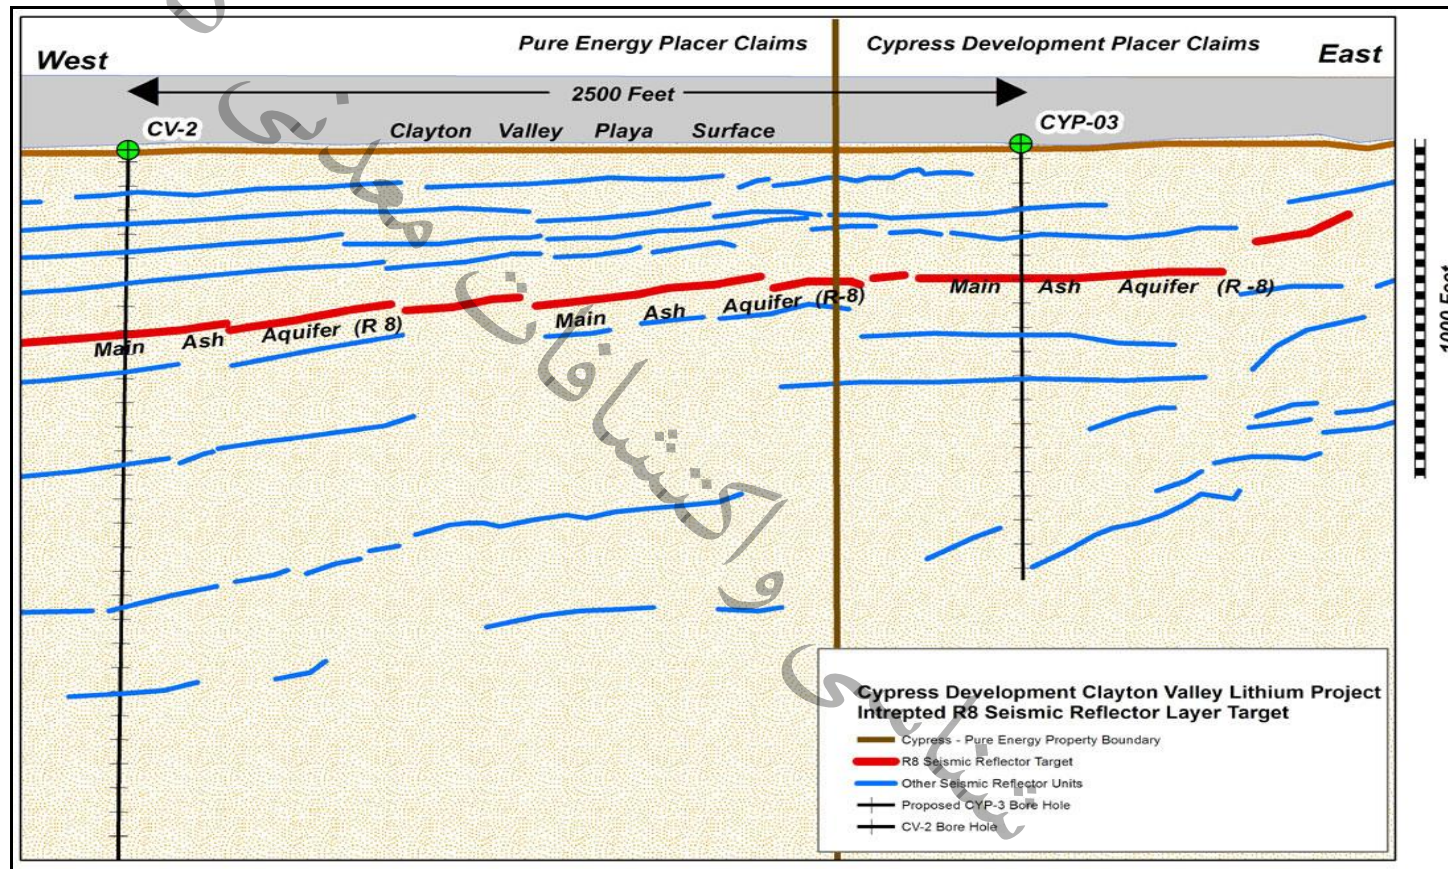 West
Pure Energy Placer Claims
Cypress Development Placer Claims
East
2500 Feet
CV-2
Clayton Valley Playa Surface
CYP-03
Main Ash Aquifer (R 8)
Main Ash Aquifer (R-8)
Main Ash Aquifer (R -8)
1000 Feet
Cypress Development Clayton Valley Lithium Project
Intrepted R8 Seismic Reflector Layer Target
Cypress - Pure Energy Property Boundary
R8 Seismic Reflector Target
Other Seismic Reflector Units
Proposed CYP-3 Bore Hole
CV-2 Bore Hole
واکتشافات معدنی